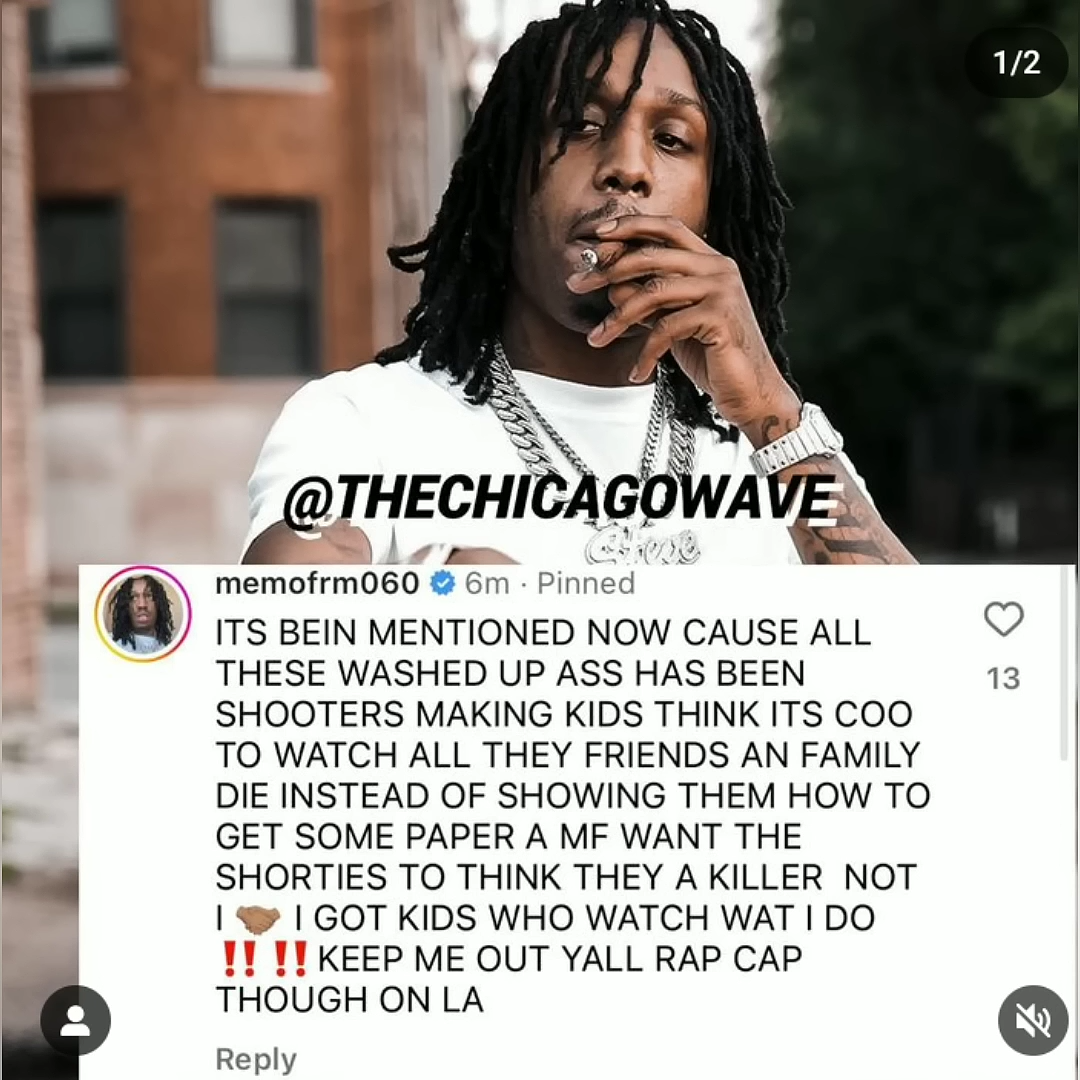 1/2
@THECHICAGOWAVE
Steve
memofrm060 6m · Pinned
ITS BEIN MENTIONED NOW CAUSE ALL
THESE WASHED UP ASS HAS BEEN
SHOOTERS MAKING KIDS THINK ITS COO
TO WATCH ALL THEY FRIENDS AN FAMILY
DIE INSTEAD OF SHOWING THEM HOW TO
GET SOME PAPER A MF WANT THE
SHORTIES TO THINK THEY A KILLER  NOT
I 🤝🏽 I GOT KIDS WHO WATCH WAT I DO
‼️ ‼️ KEEP ME OUT YALL RAP CAP
THOUGH ON LA
13
Reply